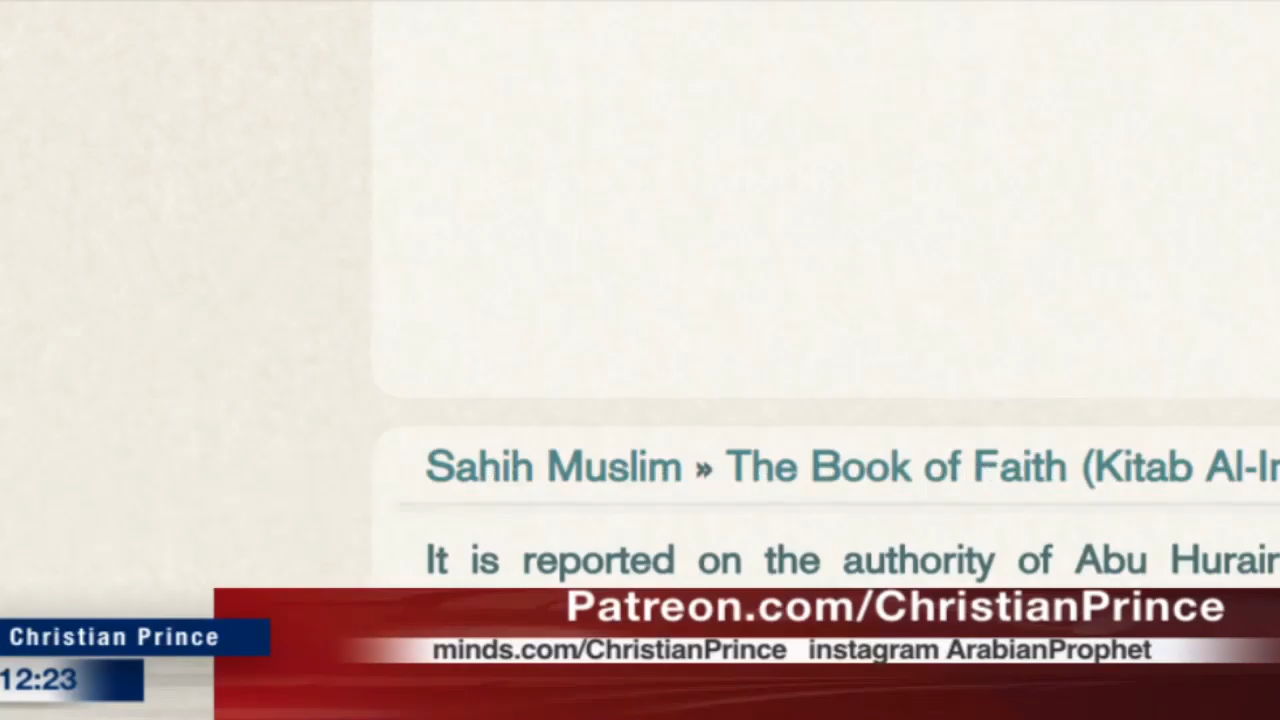 Sahih Muslim » The Book of Faith (Kitab Al-
It is reported on the authority of Abu
Patreon.com/ChristianPrince
Christian Prince
minds.com/ChristianPrince instagram ArabianProphet
12:23